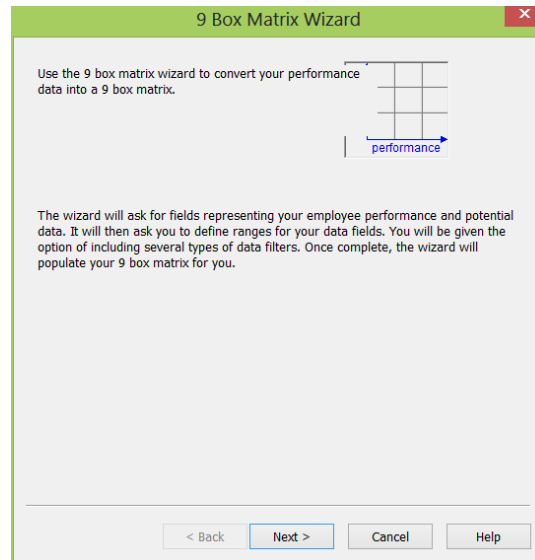 9 Box Matrix Wizard
Use the 9 box matrix wizard to convert your performance
data into a 9 box matrix.
performance
The wizard will ask for fields representing your employee performance and potential
data. It will then ask you to define ranges for your data fields. You will be given the
option of including several types of data filters. Once complete, the wizard will
populate your 9 box matrix for you.
< Back Next > Cancel Help